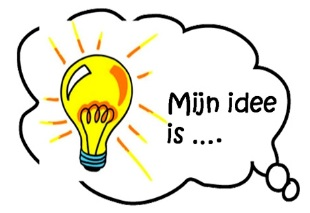 Mijn idee
is ....